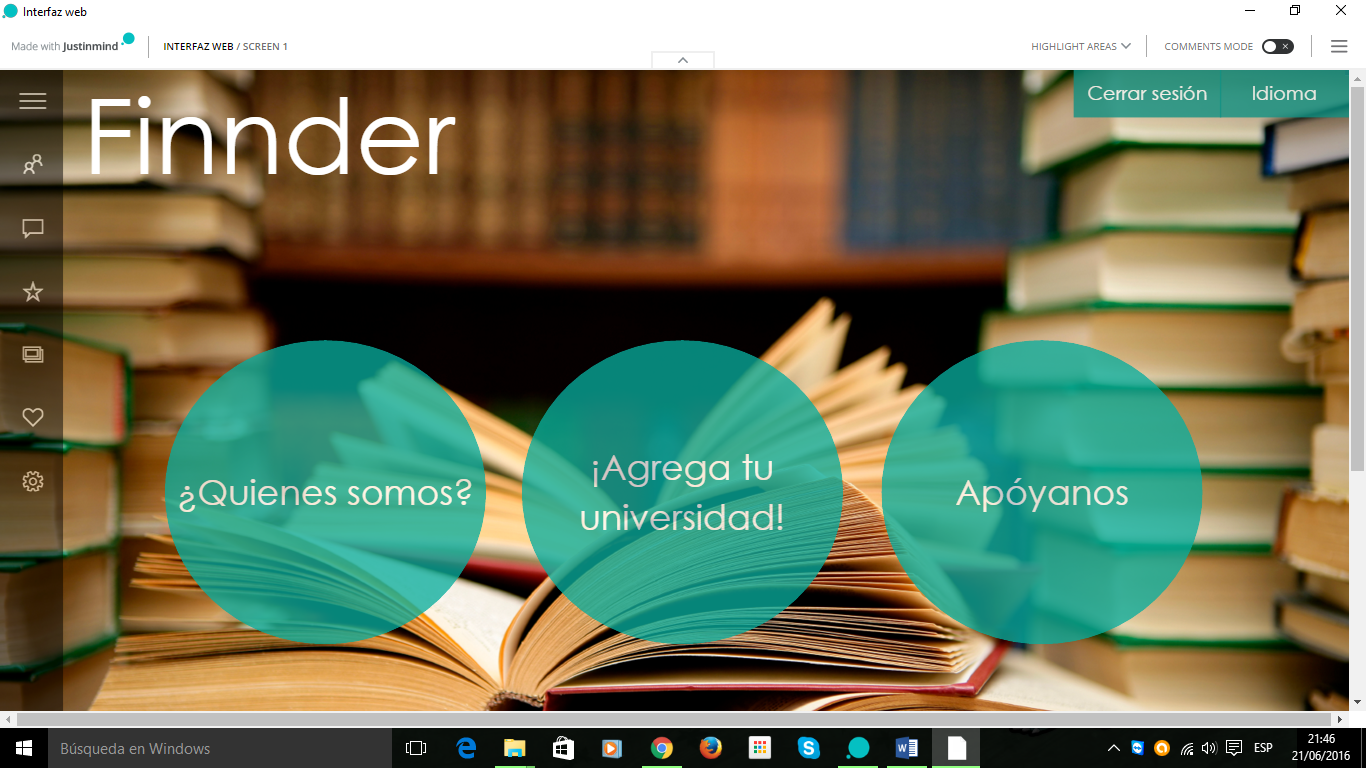 Interfaz web
Made with Justinmind
INTERFAZ WEB / SCREEN 1
HIGHLIGHT AREAS
COMMENTS MODE
Finnder
Cerrar sesión
Idioma
¿Quienes somos?
¡Agrega tu
universidad!
Apóyanos
Búsqueda en Windows
ESP
21:46
21/06/2016